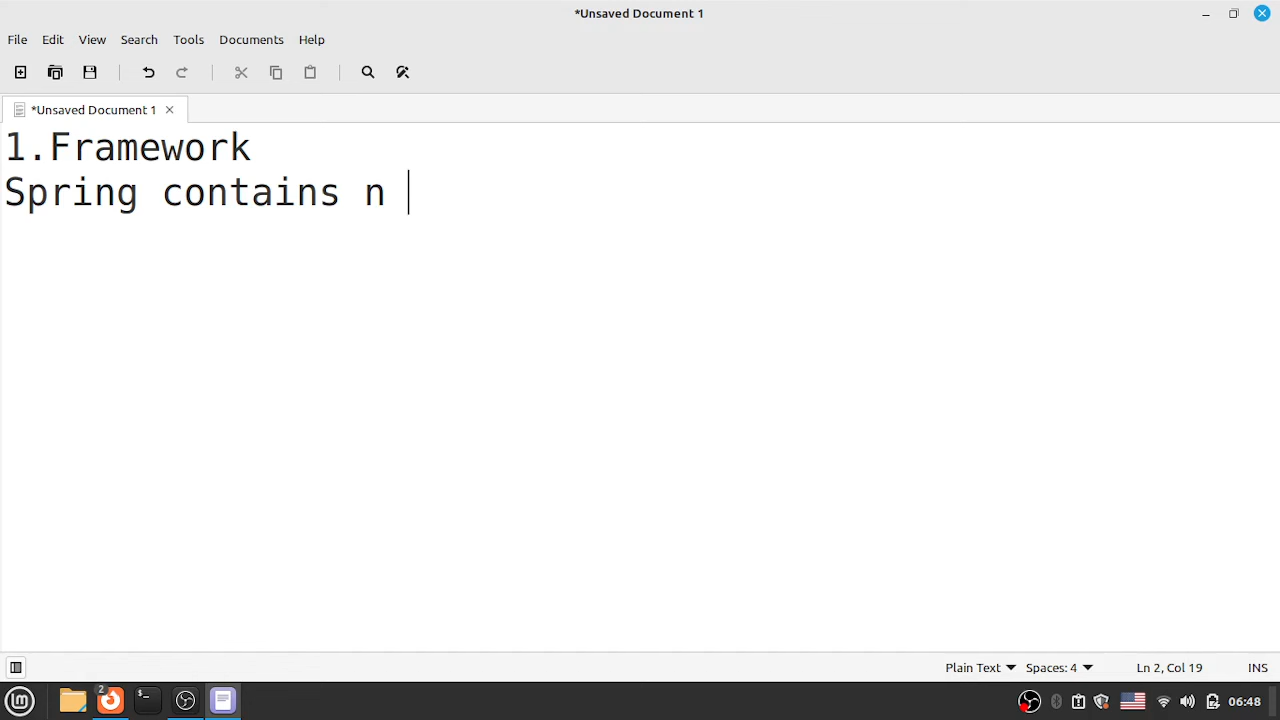 *Unsaved Document 1
File Edit View Search Tools Documents Help
*Unsaved Document 1
1.Framework
Spring contains n
Plain Text Spaces: 4 Ln 2, Col 19 INS
2 06:48